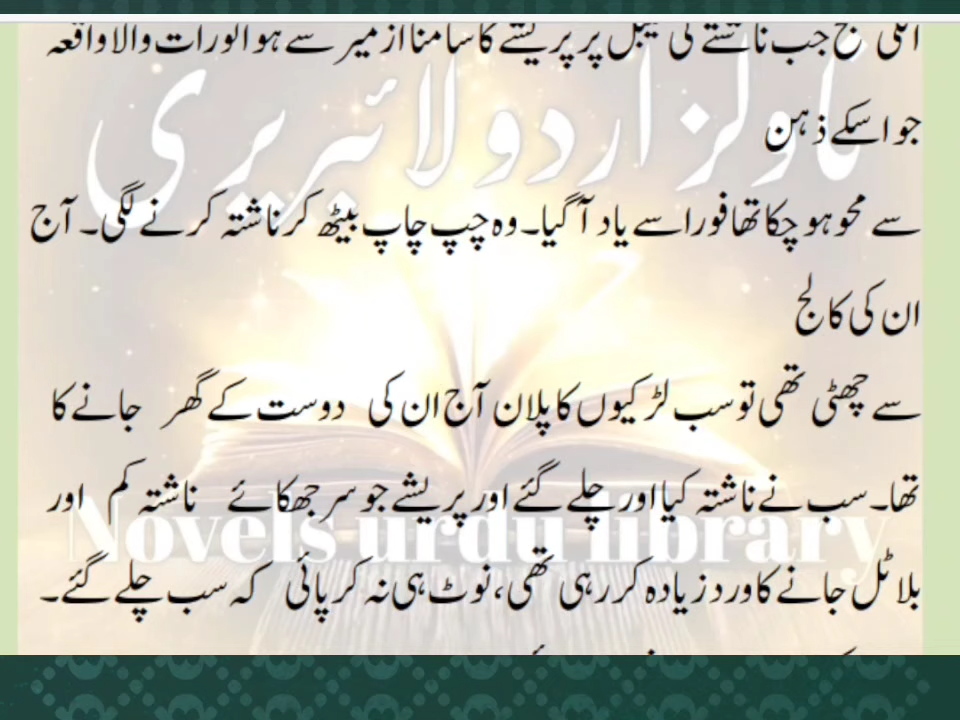 اگلی صبح جب ناشتے کی ٹیبل پر پریشے کا سامنا ازمیر سے ہوا تو رات والا واقعہ
جو اسکے ذہن
سے محو ہو چکا تھا فورا سے یاد آ گیا۔ وہ چپ چاپ بیٹھ کر ناشتہ کرنے لگی۔ آج
ان کی کالج
سے چھٹی تھی تو سب لڑکیوں کا پلان آج ان کی دوست کے گھر جانے کا
تھا۔ سب نے ناشتہ کیا اور چلے گئے اور پریشے جو سر جھکائے ناشتہ کم اور
بلا ٹل جانے کا ورد زیادہ کر رہی تھی، نوٹ ہی نہ کر پائی کہ سب چلے گئے۔
ناولز اردو لائبریری
Novels urdu library